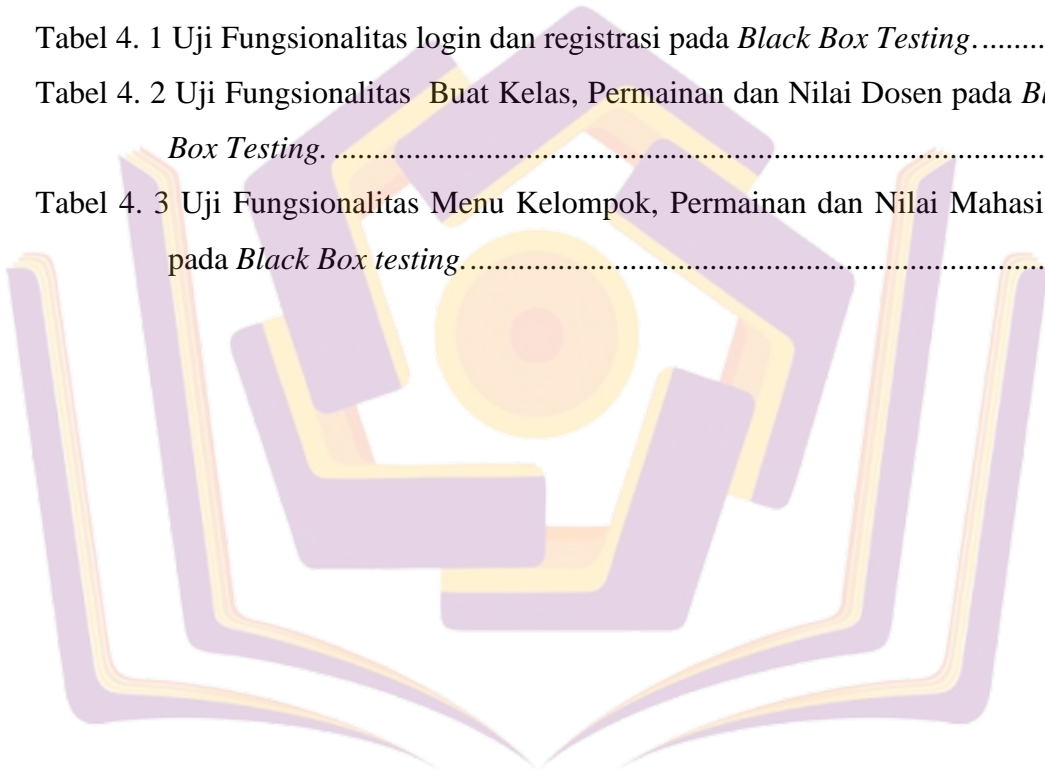 Tabel 4. 1 Uji Fungsionalitas login dan registrasi pada Black Box Testing.........
Tabel 4. 2 Uji Fungsionalitas  Buat Kelas, Permainan dan Nilai Dosen pada
Box Testing. ..........................................................................................
Tabel 4. 3 Uji Fungsionalitas Menu Kelompok, Permainan dan Nilai
pada Black Box testing.........................................................................